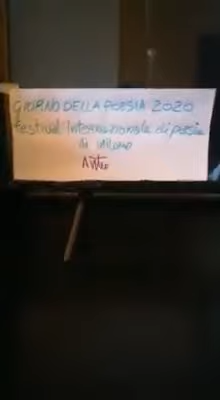 GIORNO DELLA POESIA 2020
Festival Internazionale di poesia
di Milano